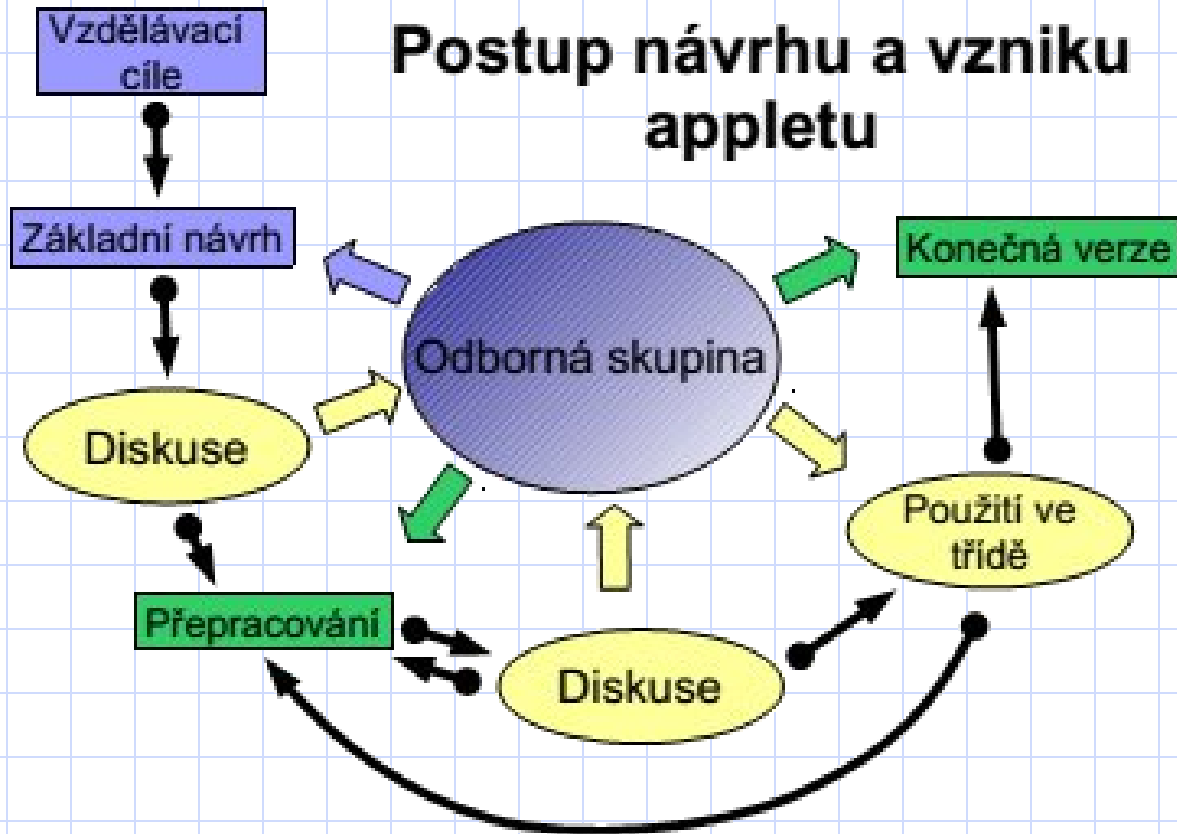 Vzdělávací
cíle
Postup návrhu a vzniku
appletu
Základní návrh
Konečná verze
Odborná skupina
Diskuse
Použití ve
třídě
Přepracování
Diskuse